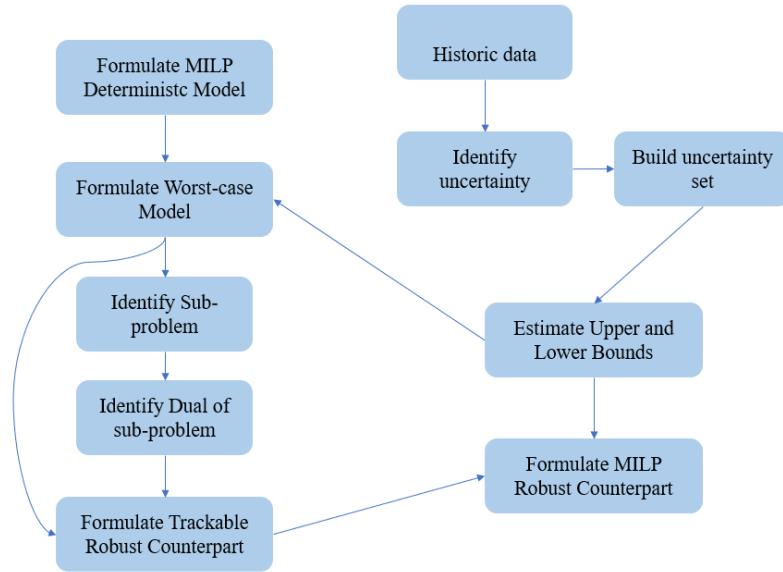 Formulate MILP
Deterministc Model
Historic data
Identify
uncertainty
Build uncertainty
set
Formulate Worst-case
Model
Identify Sub-
problem
Estimate Upper and
Lower Bounds
Identify Dual of
sub-problem
Formulate MILP
Robust Counterpart
Formulate Trackable
Robust Counterpart